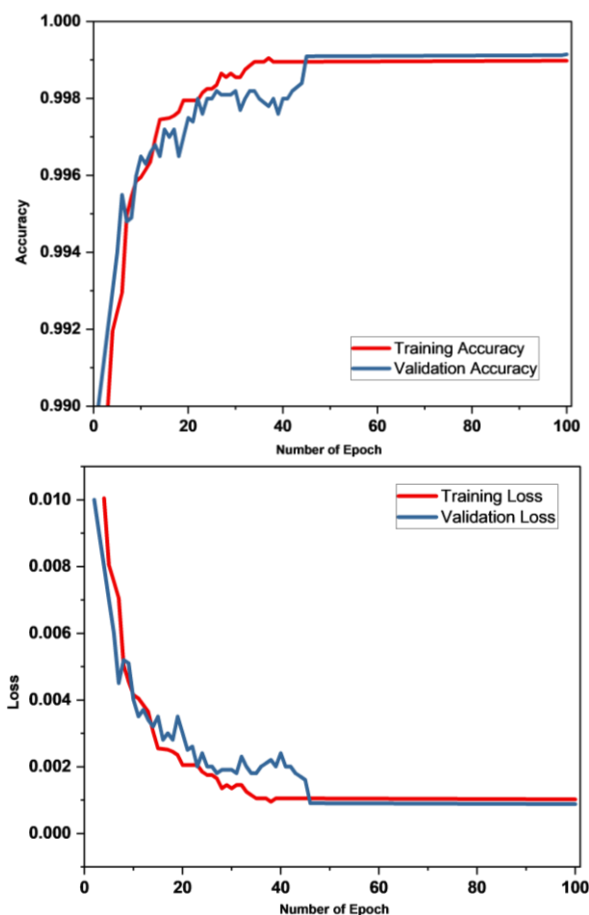 1.000
0.998
0.996
0.994
0.992
0.990
Accuracy
Training Accuracy
Validation Accuracy
0 20 40 60 80 100
Number of Epoch
0.010
0.008
0.006
0.004
0.002
0.000
Loss
Training Loss
Validation Loss
0 20 40 60 80 100
Number of Epoch